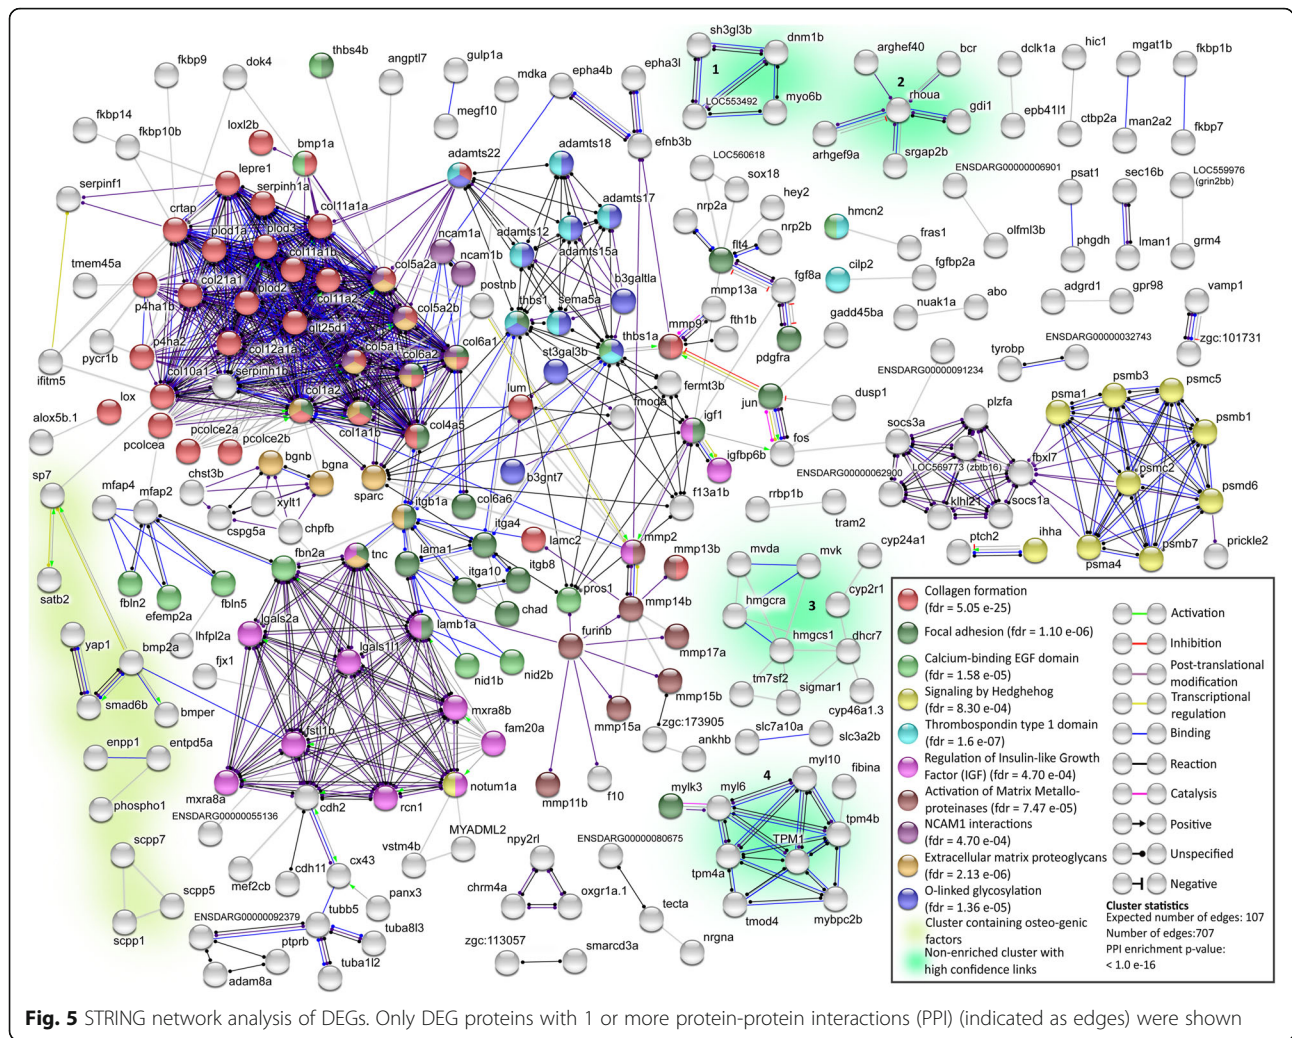 sh3gl3b
dnm1b
1
LOC553492
myo6b
arghef40
bcr
2
rhoua
gdi1
arhgef9a
srgap2b
dclk1a
epb41l1
hic1
ctbp2a
mgat1b
man2a2
fkbp1b
fkbp7
thbs4b
angptl7
gulp1a
megf10
mdka
epha4b
epha3l
efnb3b
fkbp9
dok4
fkbp14
fkbp10b
loxl2b
bmp1a
lepre1
serpinh1a
serpinf1
crtap
col11a1a
plod1a
plod3
col11a1b
col21a1
plod2
col11a2
col5a2a
tmem45a
p4ha1b
glt25d1
col5a2b
p4ha2
col12a1a
col5a1
col6a2
col6a1
pycr1b
ifitm5
col10a1
serpinh1b
col1a2
col1a1b
col4a5
lox
alox5b.1
pcolcea
pcolce2a
pcolce2b
adamts22
adamts18
adamts17
adamts12
adamts15a
ncam1a
ncam1b
postnb
thbs1
sema5a
b3galtla
st3gal3b
thbs1a
lum
fmoda
b3gnt7
LOC560618
sox18
nrp2a
hey2
nrp2b
flt4
fgf8a
mmp13a
mmp9
fth1b
pdgfra
gadd45ba
jun
dusp1
fos
fermt3b
igf1
igfbp6b
f13a1b
ENSDARG00000006901
olfml3b
hmcn2
fras1
cilp2
fgfbp2a
nuak1a
abo
psat1
phgdh
sec16b
lman1
LOC559976
(grin2bb)
grm4
adgrd1
gpr98
vamp1
zgc:101731
ENSDARG00000032743
tyrobp
ENSDARG00000091234
plzfa
socs3a
fbxl7
ENSDARG00000062900
LOC569773 (zbtb16)
klhl21
socs1a
psma1
psmb3
psmc5
psmb1
psmc2
psmd6
psma4
psmb7
prickle2
ptch2
ihha
rrbp1b
tram2
sp7
satb2
mfap4
mfap2
chst3b
bgnb
bgna
xylt1
cspg5a
chpfb
sparc
itgb1a
itga4
col6a6
lamc2
mmp2
mmp13b
fbn2a
tnc
lama1
itga10
itgb8
chad
pros1
mmp14b
furinb
mmp17a
mmp15b
mmp15a
zgc:173905
ankhb
mmp11b
f10
fbln2
efemp2a
fbln5
lhfpl2a
lgals2a
lgals1l1
lamb1a
nid1b
nid2b
fjx1
yap1
bmp2a
smad6b
bmper
enpp1
entpd5a
phospho1
scpp7
scpp5
scpp1
mxra8b
fam20a
fstl1b
notum1a
mxra8a
cdh2
rcn1
ENSDARG00000055136
mef2cb
cdh11
cx43
panx3
vstm4b
MYADML2
ENSDARG00000092379
tubb5
tuba8l3
ptprb
tuba1l2
adam8a
npy2rl
chrm4a
oxgr1a.1
ENSDARG00000080675
tecta
nrgna
zgc:113057
smarcd3a
mvda
mvk
hmgcra
3
hmgcs1
cyp24a1
cyp2r1
dhcr7
tm7sf2
sigmar1
cyp46a1.3
slc7a10a
slc3a2b
4
myl10
fibina
mylk3
myl6
tpm4b
TPM1
tpm4a
tmod4
mybpc2b
Collagen formation
(fdr = 5.05 e-25)
Focal adhesion (fdr = 1.10 e-06)
Calcium-binding EGF domain
(fdr = 1.58 e-05)
Signaling by Hedghehog
(fdr = 8.30 e-04)
Thrombospondin type 1 domain
(fdr = 1.6 e-07)
Regulation of Insulin-like Growth
Factor (IGF) (fdr = 4.70 e-04)
Activation of Matrix Metallo-
proteinases (fdr = 7.47 e-05)
NCAM1 interactions
(fdr = 4.70 e-04)
Extracellular matrix proteoglycans
(fdr = 2.13 e-06)
O-linked glycosylation
(fdr = 1.36 e-05)
Cluster containing osteo-genic
factors
Non-enriched cluster with
high confidence links
Activation
Inhibition
Post-translational
modification
Transcriptional
regulation
Binding
Reaction
Catalysis
Positive
Unspecified
Negative
Cluster statistics
Expected number of edges: 107
Number of edges:707
PPI enrichment p-value:
< 1.0 e-16
Fig. 5 STRING network analysis of DEGs. Only DEG proteins with 1 or more protein-protein interactions (PPI) (indicated as edges) were shown